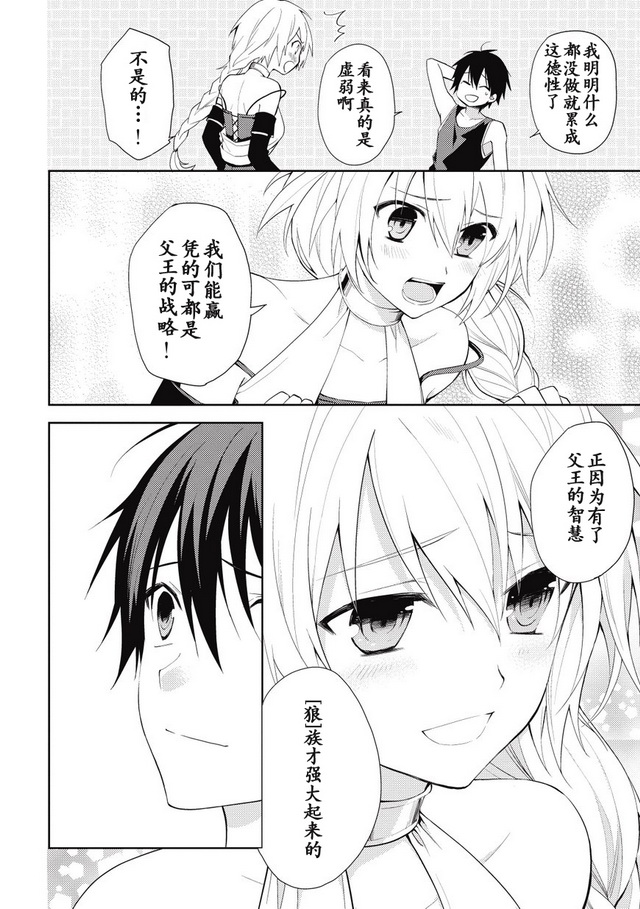 我明明什么
都没做就累成
这德性了
看来真的是
虚弱啊
不是的…！
我们能赢
凭的可都是
父王的战略！
正因为有了
父王的智慧
[狼]族才强大起来的